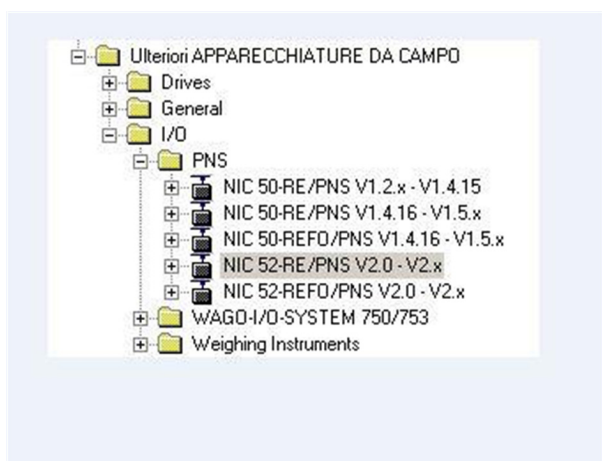 Ulteriori APPARECCHIATURE DA CAMPO
Drives
General
I/O
PNS
NIC 50-RE/PNS V1.2.x - V1.4.15
NIC 50-RE/PNS V1.4.16 - V1.5.x
NIC 50-REFO/PNS V1.4.16 - V1.5.x
NIC 52-RE/PNS V2.0 - V2.x
NIC 52-REFO/PNS V2.0 - V2.x
WAGO-I/O-SYSTEM 750/753
Weighing Instruments